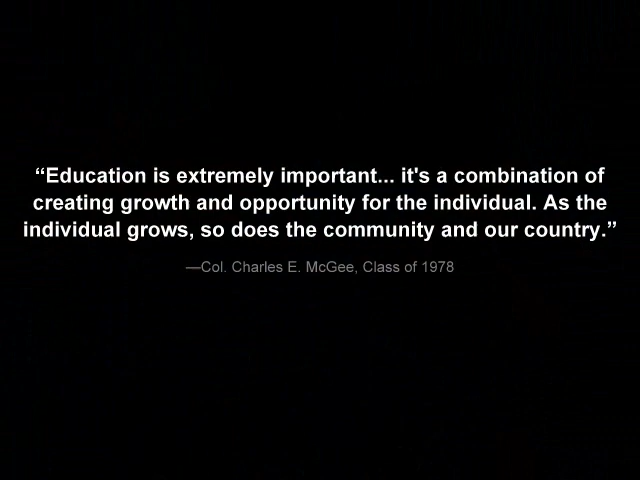 “Education is extremely important... it's a combination of
creating growth and opportunity for the individual. As the
individual grows, so does the community and our country.”
—Col. Charles E. McGee, Class of 1978